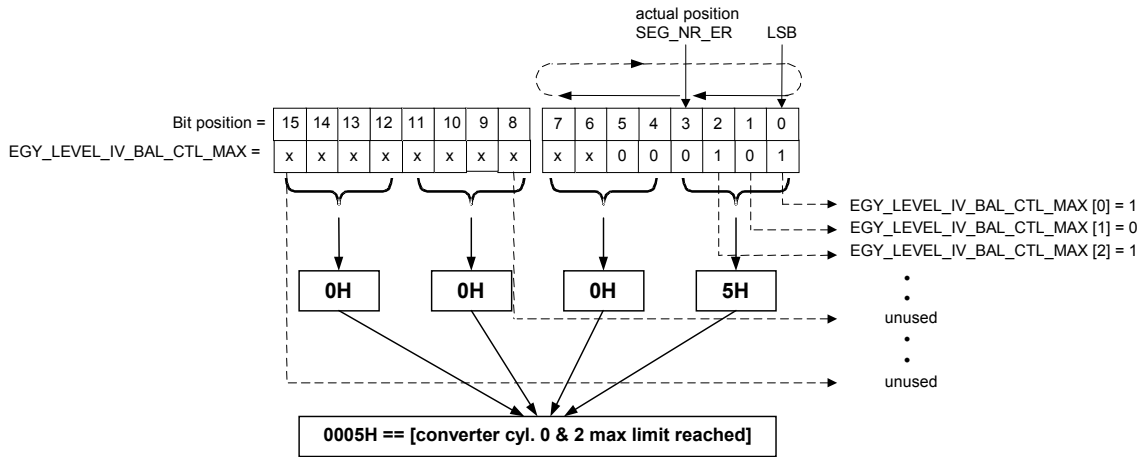 actual position
SEG_NR_ER LSB
Bit position = 15 14 13 12 11 10 9 8 7 6 5 4 3 2 1 0
EGY_LEVEL_IV_BAL_CTL_MAX = x x x x x x x x x x 0 0 0 1 0 1
EGY_LEVEL_IV_BAL_CTL_MAX [0] = 1
EGY_LEVEL_IV_BAL_CTL_MAX [1] = 0
EGY_LEVEL_IV_BAL_CTL_MAX [2] = 1
0H 0H 0H 5H
unused
unused
0005H == [converter cyl. 0 & 2 max limit reached]